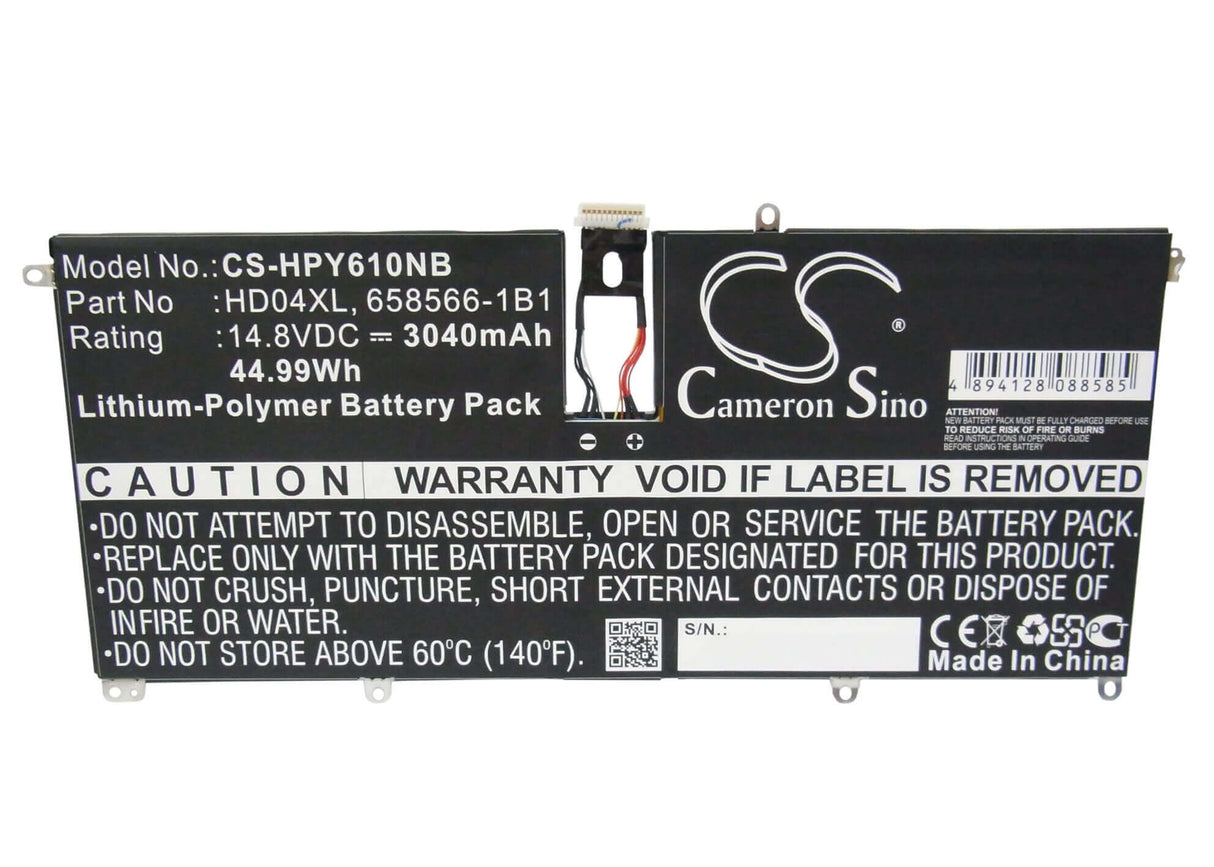 Model No.:CS-HPY610NB
Part No :HD04XL, 658566-1B1
Rating :14.8VDC ⎓ 3040mAh
44.99Wh
Lithium-Polymer Battery Pack
CS ®
Cameron Sino
4 894128 088585
ATTENTION!
NEW BATTERY PACK MUST BE FULLY CHARGED BEFORE USE
TO REDUCE RISK OF FIRE OR BURNS
READ INSTRUCTIONS IN OPERATING GUIDE
BEFORE USING THE BATTERY
CAUTION WARRANTY VOID IF LABEL IS REMOVED
•DO NOT ATTEMPT TO DISASSEMBLE, OPEN OR SERVICE THE BATTERY PACK.
•REPLACE ONLY WITH THE BATTERY PACK DESIGNATED FOR THIS PRODUCT.
•DO NOT CRUSH, PUNCTURE, SHORT EXTERNAL CONTACTS OR DISPOSE OF
INFIRE OR WATER.
•DO NOT STORE ABOVE 60°C (140°F).
S/N.:
CE PCT
Made In China